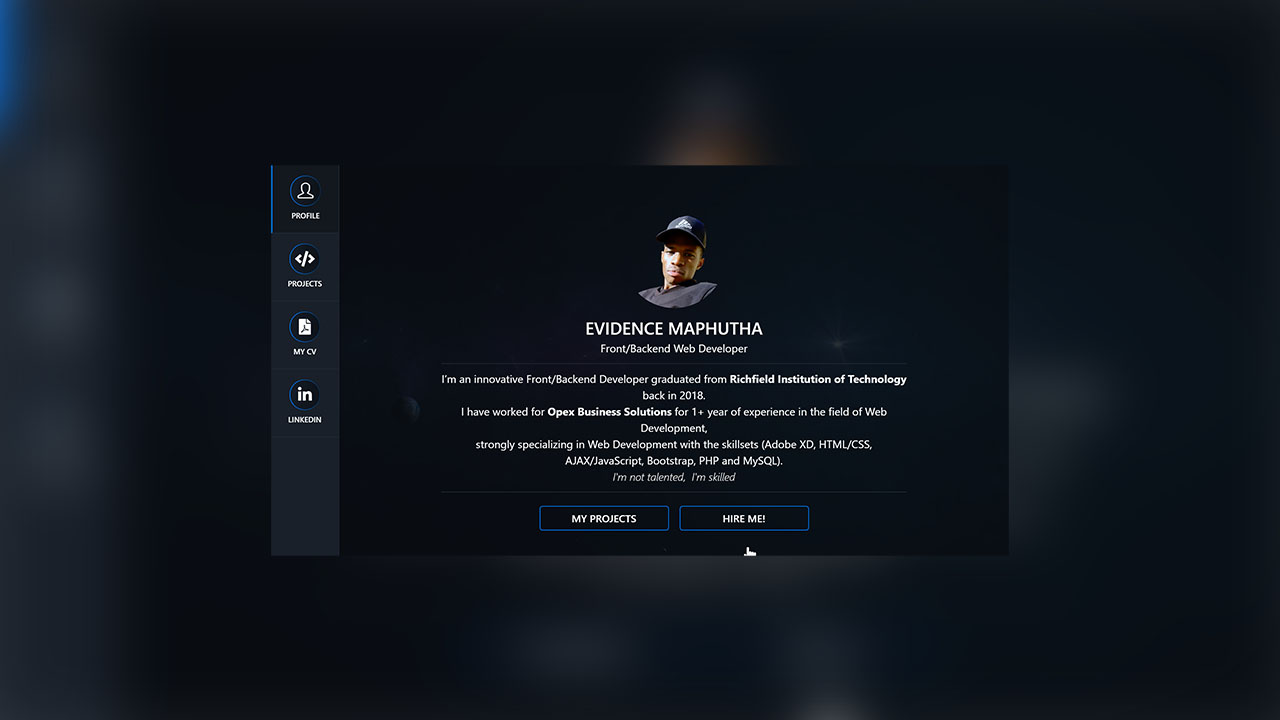 PROFILE
PROJECTS
MY CV
LINKEDIN
EVIDENCE MAPHUTHA
Front/Backend Web Developer
I'm an innovative Front/Backend Developer graduated from Richfield Institution of Technology
back in 2018.
I have worked for Opex Business Solutions for 1+ year of experience in the field of Web
Development,
strongly specializing in Web Development with the skillsets (Adobe XD, HTML/CSS,
AJAX/JavaScript, Bootstrap, PHP and MySQL).
I'm not talented, I'm skilled
MY PROJECTS
HIRE ME!